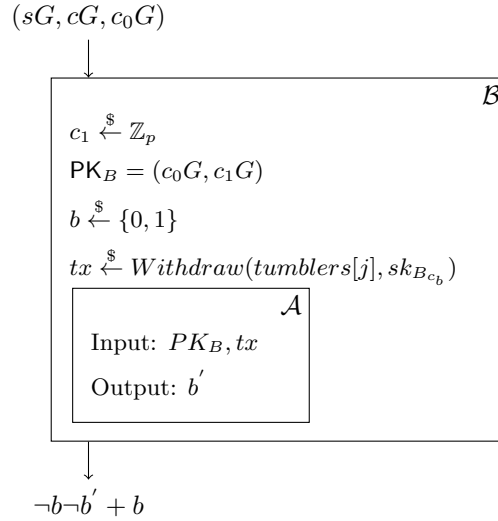 (sG, cG, c₀G)
ℬ
c₁ ←$ ℤₚ
PK_B = (c₀G, c₁G)
b ←$ {0, 1}
tx ←$ Withdraw(tumblers[j], sk_{B_{c_b}})
𝒜
Input: PK_B, tx
Output: b′
¬b¬b′ + b